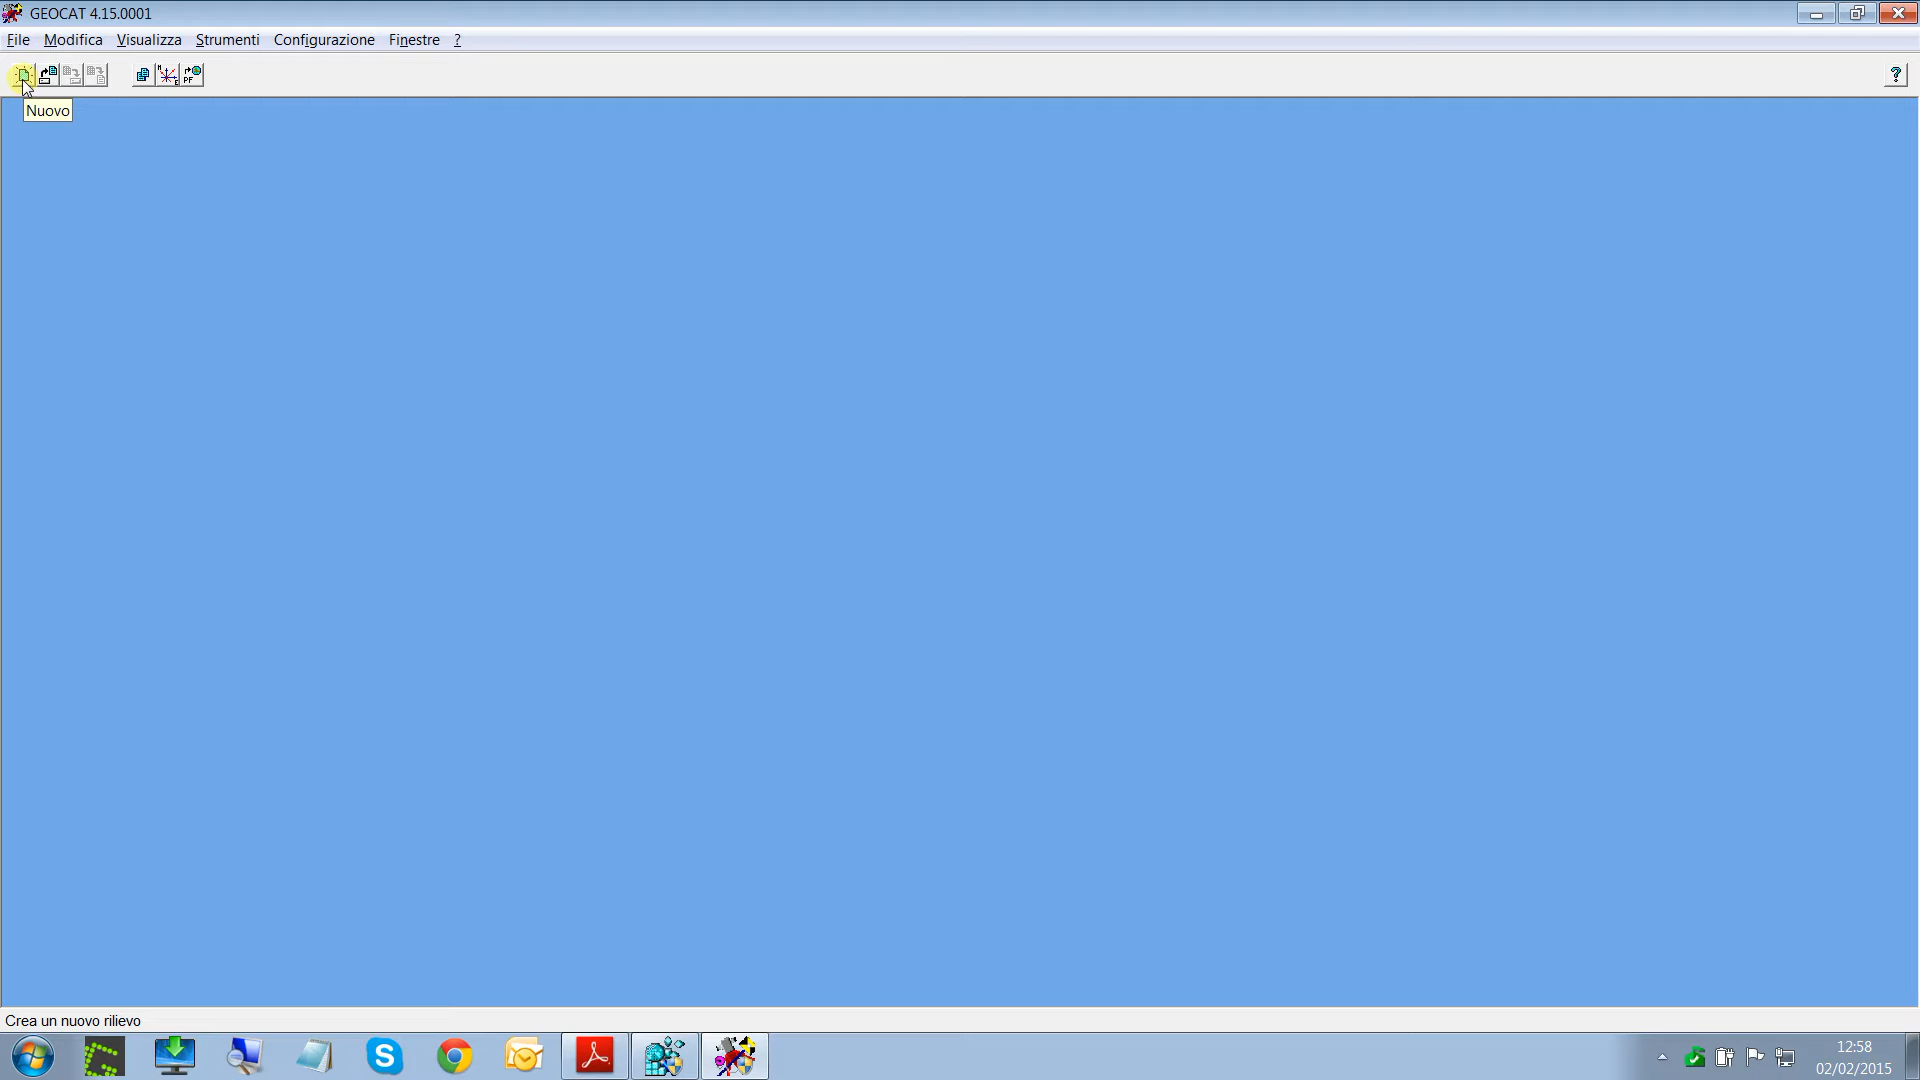 GEOCAT 4.15.0001
File Modifica Visualizza Strumenti Configurazione Finestre ?
PF ?
Nuovo
Crea un nuovo rilievo
12:58
02/02/2015